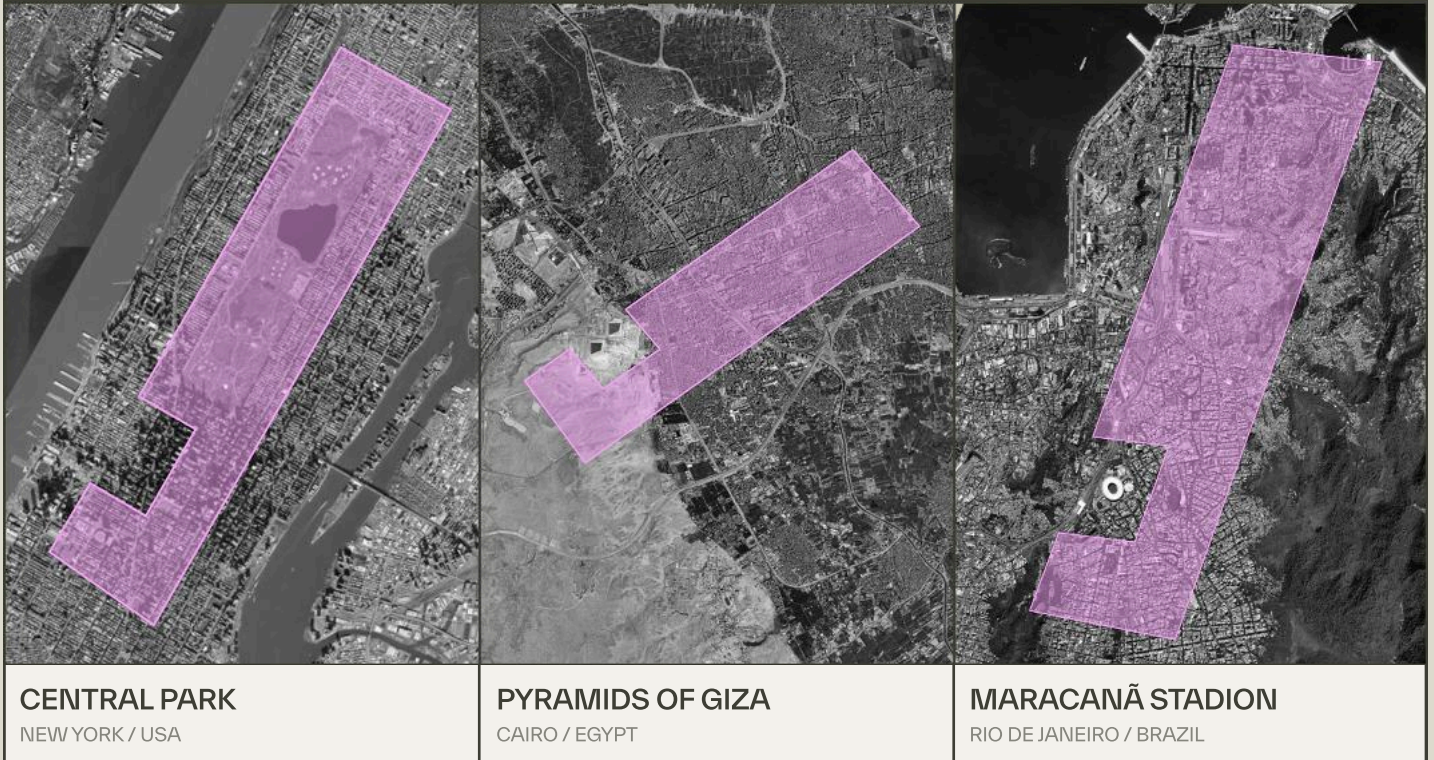 CENTRAL PARK
NEW YORK / USA
PYRAMIDS OF GIZA
CAIRO / EGYPT
MARACANÃ STADION
RIO DE JANEIRO / BRAZIL